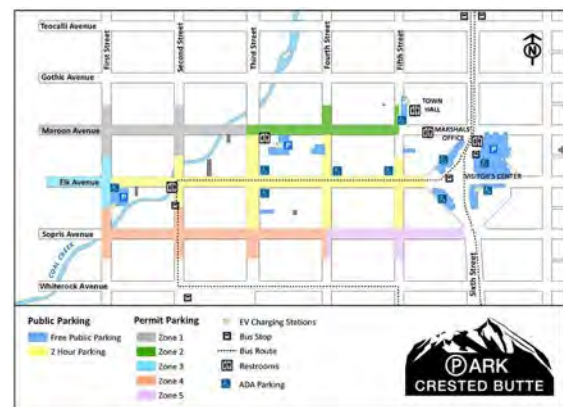 Teocalli Avenue
First Street
Second Street
Third Street
Fourth Street
Fifth Street
Gothic Avenue
N
TOWN
HALL
Maroon Avenue
MARSHALS
OFFICE
P
P
Elk Avenue
P
VISITOR'S CENTER
Sopris Avenue
COAL CREEK
Sixth Street
Whiterock Avenue
Public Parking
Free Public Parking
2 Hour Parking
Permit Parking
Zone 1
Zone 2
Zone 3
Zone 4
Zone 5
EV Charging Stations
Bus Stop
Bus Route
Restrooms
ADA Parking
PARK
CRESTED BUTTE